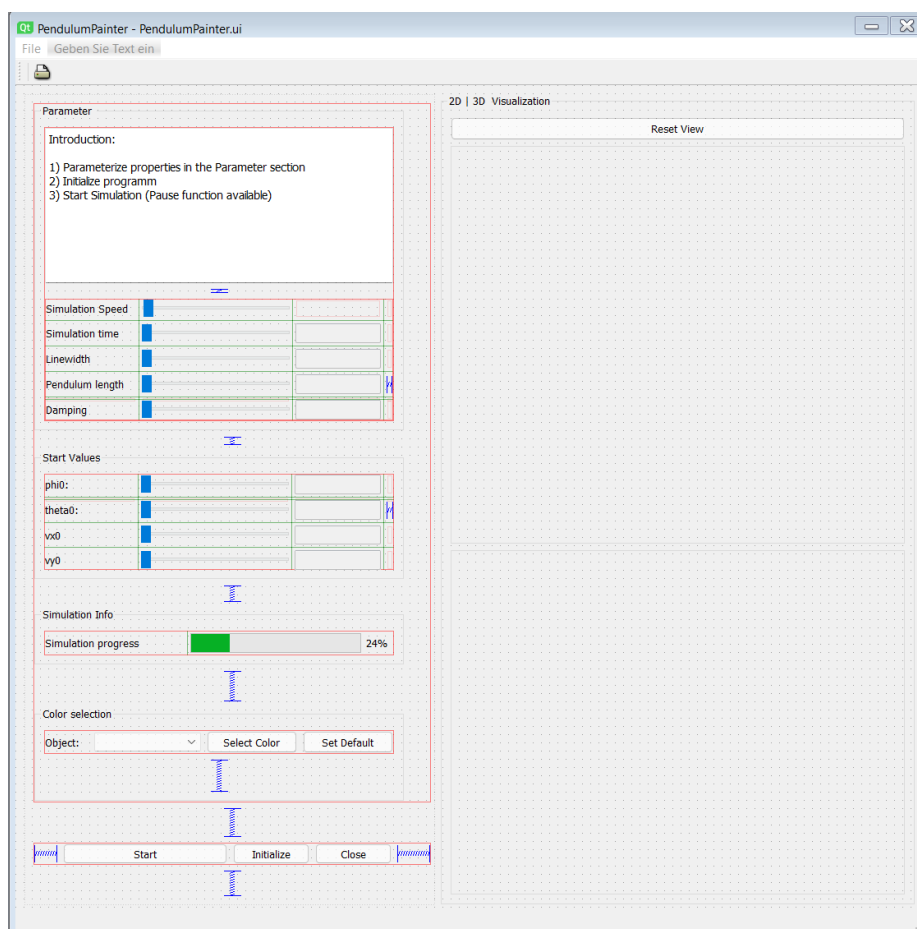 Qt PendulumPainter - PendulumPainter.ui
File Geben Sie Text ein
Parameter
Introduction:
1) Parameterize properties in the Parameter section
2) Initialize programm
3) Start Simulation (Pause function available)
Simulation Speed
Simulation time
Linewidth
Pendulum length
Damping
Start Values
phi0:
theta0:
vx0
vy0
Simulation Info
Simulation progress 24%
Color selection
Object: Select Color Set Default
Start Initialize Close
2D | 3D Visualization
Reset View